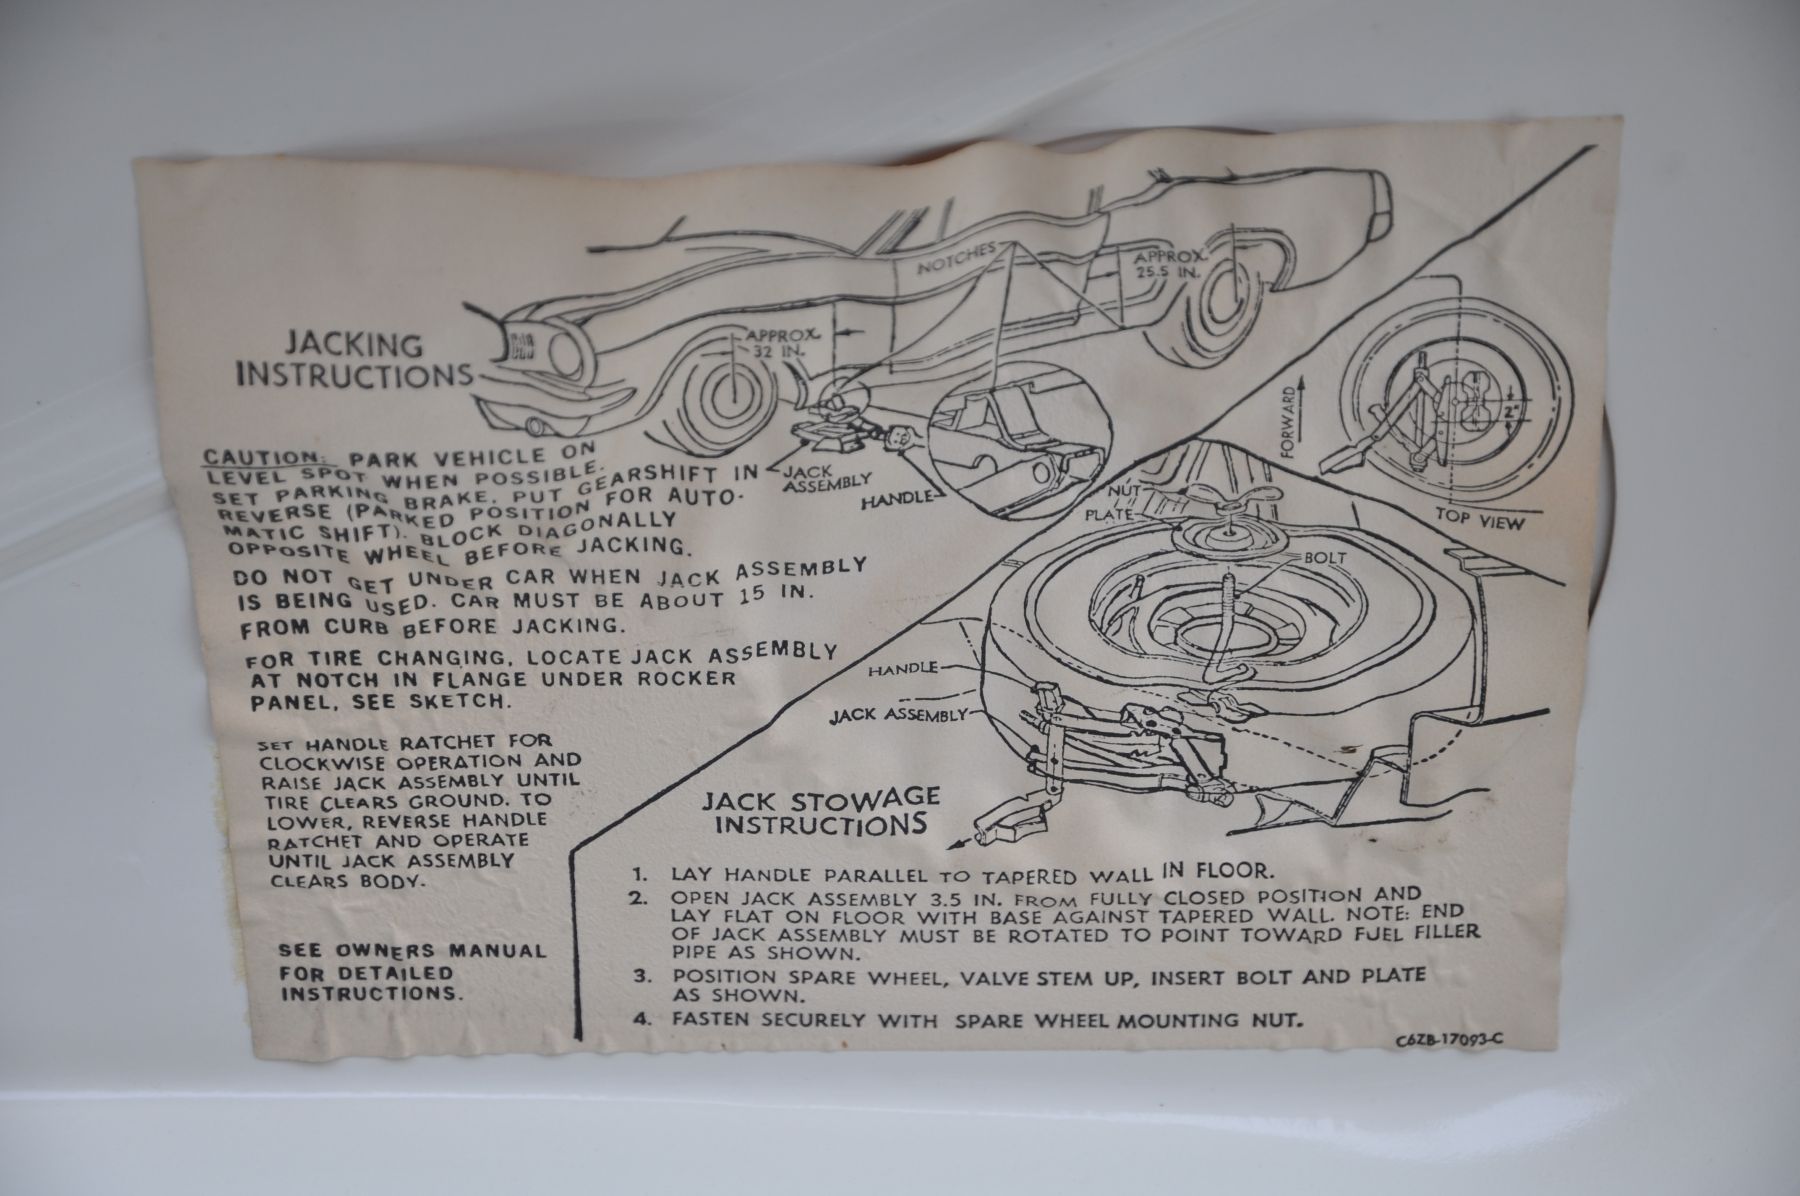 JACKING
INSTRUCTIONS
NOTCHES
APPROX.
25.5 IN.
APPROX.
32 IN.
JACK
ASSEMBLY
HANDLE
CAUTION: PARK VEHICLE ON
LEVEL SPOT WHEN POSSIBLE.
SET PARKING BRAKE. PUT GEARSHIFT IN
REVERSE (PARKED POSITION FOR AUTO-
MATIC SHIFT). BLOCK DIAGONALLY
OPPOSITE WHEEL BEFORE JACKING.
DO NOT GET UNDER CAR WHEN JACK ASSEMBLY
IS BEING USED. CAR MUST BE ABOUT 15 IN.
FROM CURB BEFORE JACKING.
FOR TIRE CHANGING, LOCATE JACK ASSEMBLY
AT NOTCH IN FLANGE UNDER ROCKER
PANEL, SEE SKETCH.
SET HANDLE RATCHET FOR
CLOCKWISE OPERATION AND
RAISE JACK ASSEMBLY UNTIL
TIRE CLEARS GROUND. TO
LOWER, REVERSE HANDLE
RATCHET AND OPERATE
UNTIL JACK ASSEMBLY
CLEARS BODY.
SEE OWNERS MANUAL
FOR DETAILED
INSTRUCTIONS.
FORWARD
2"
TOP VIEW
NUT
PLATE
BOLT
HANDLE
JACK ASSEMBLY
JACK STOWAGE
INSTRUCTIONS
1. LAY HANDLE PARALLEL TO TAPERED WALL IN FLOOR.
2. OPEN JACK ASSEMBLY 3.5 IN. FROM FULLY CLOSED POSITION AND
LAY FLAT ON FLOOR WITH BASE AGAINST TAPERED WALL. NOTE: END
OF JACK ASSEMBLY MUST BE ROTATED TO POINT TOWARD FUEL FILLER
PIPE AS SHOWN.
3. POSITION SPARE WHEEL, VALVE STEM UP, INSERT BOLT AND PLATE
AS SHOWN.
4. FASTEN SECURELY WITH SPARE WHEEL MOUNTING NUT.
C6ZB-17093-C